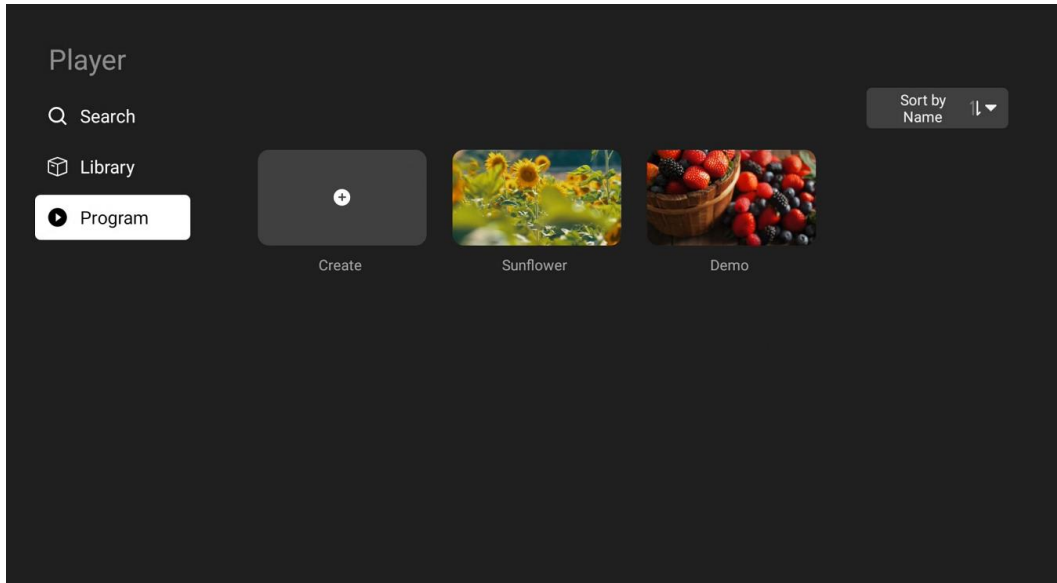 Player
Search
Sort by
Name
Library
Program
Create
Sunflower
Demo